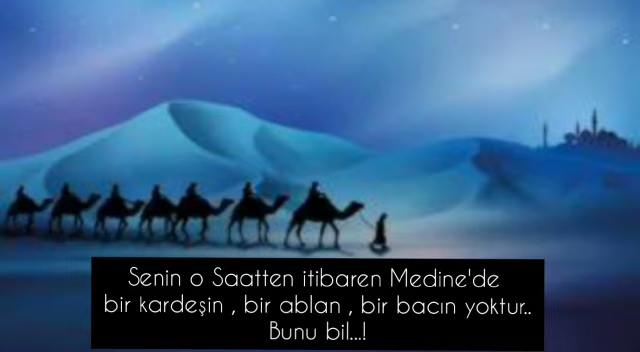 Senin o Saatten itibaren Medine'de
bir kardeşin , bir ablan , bir bacın yoktur..
Bunu bil...!